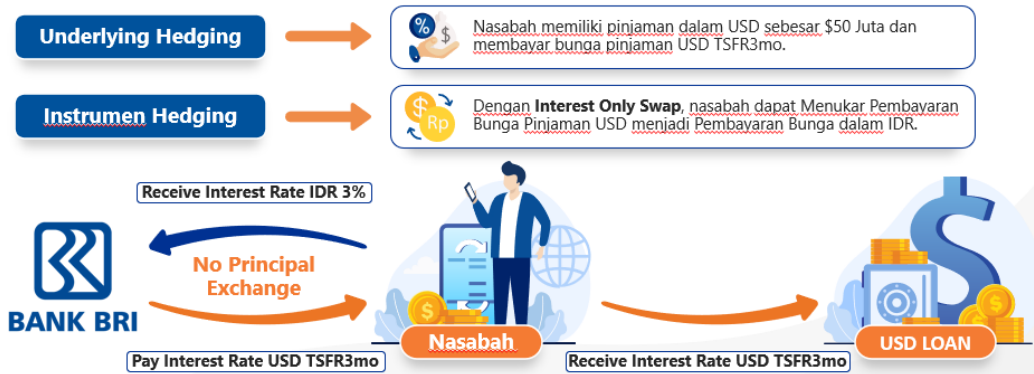 Underlying Hedging
Nasabah memiliki pinjaman dalam USD sebesar $50 Juta dan
membayar bunga pinjaman USD TSFR3mo.
Instrumen Hedging
Dengan Interest Only Swap, nasabah dapat Menukar Pembayaran
Bunga Pinjaman USD menjadi Pembayaran Bunga dalam IDR.
% $
$ Rp
Receive Interest Rate IDR 3%
No Principal
Exchange
BANK BRI
$
Nasabah
$
USD LOAN
Pay Interest Rate USD TSFR3mo
Receive Interest Rate USD TSFR3mo